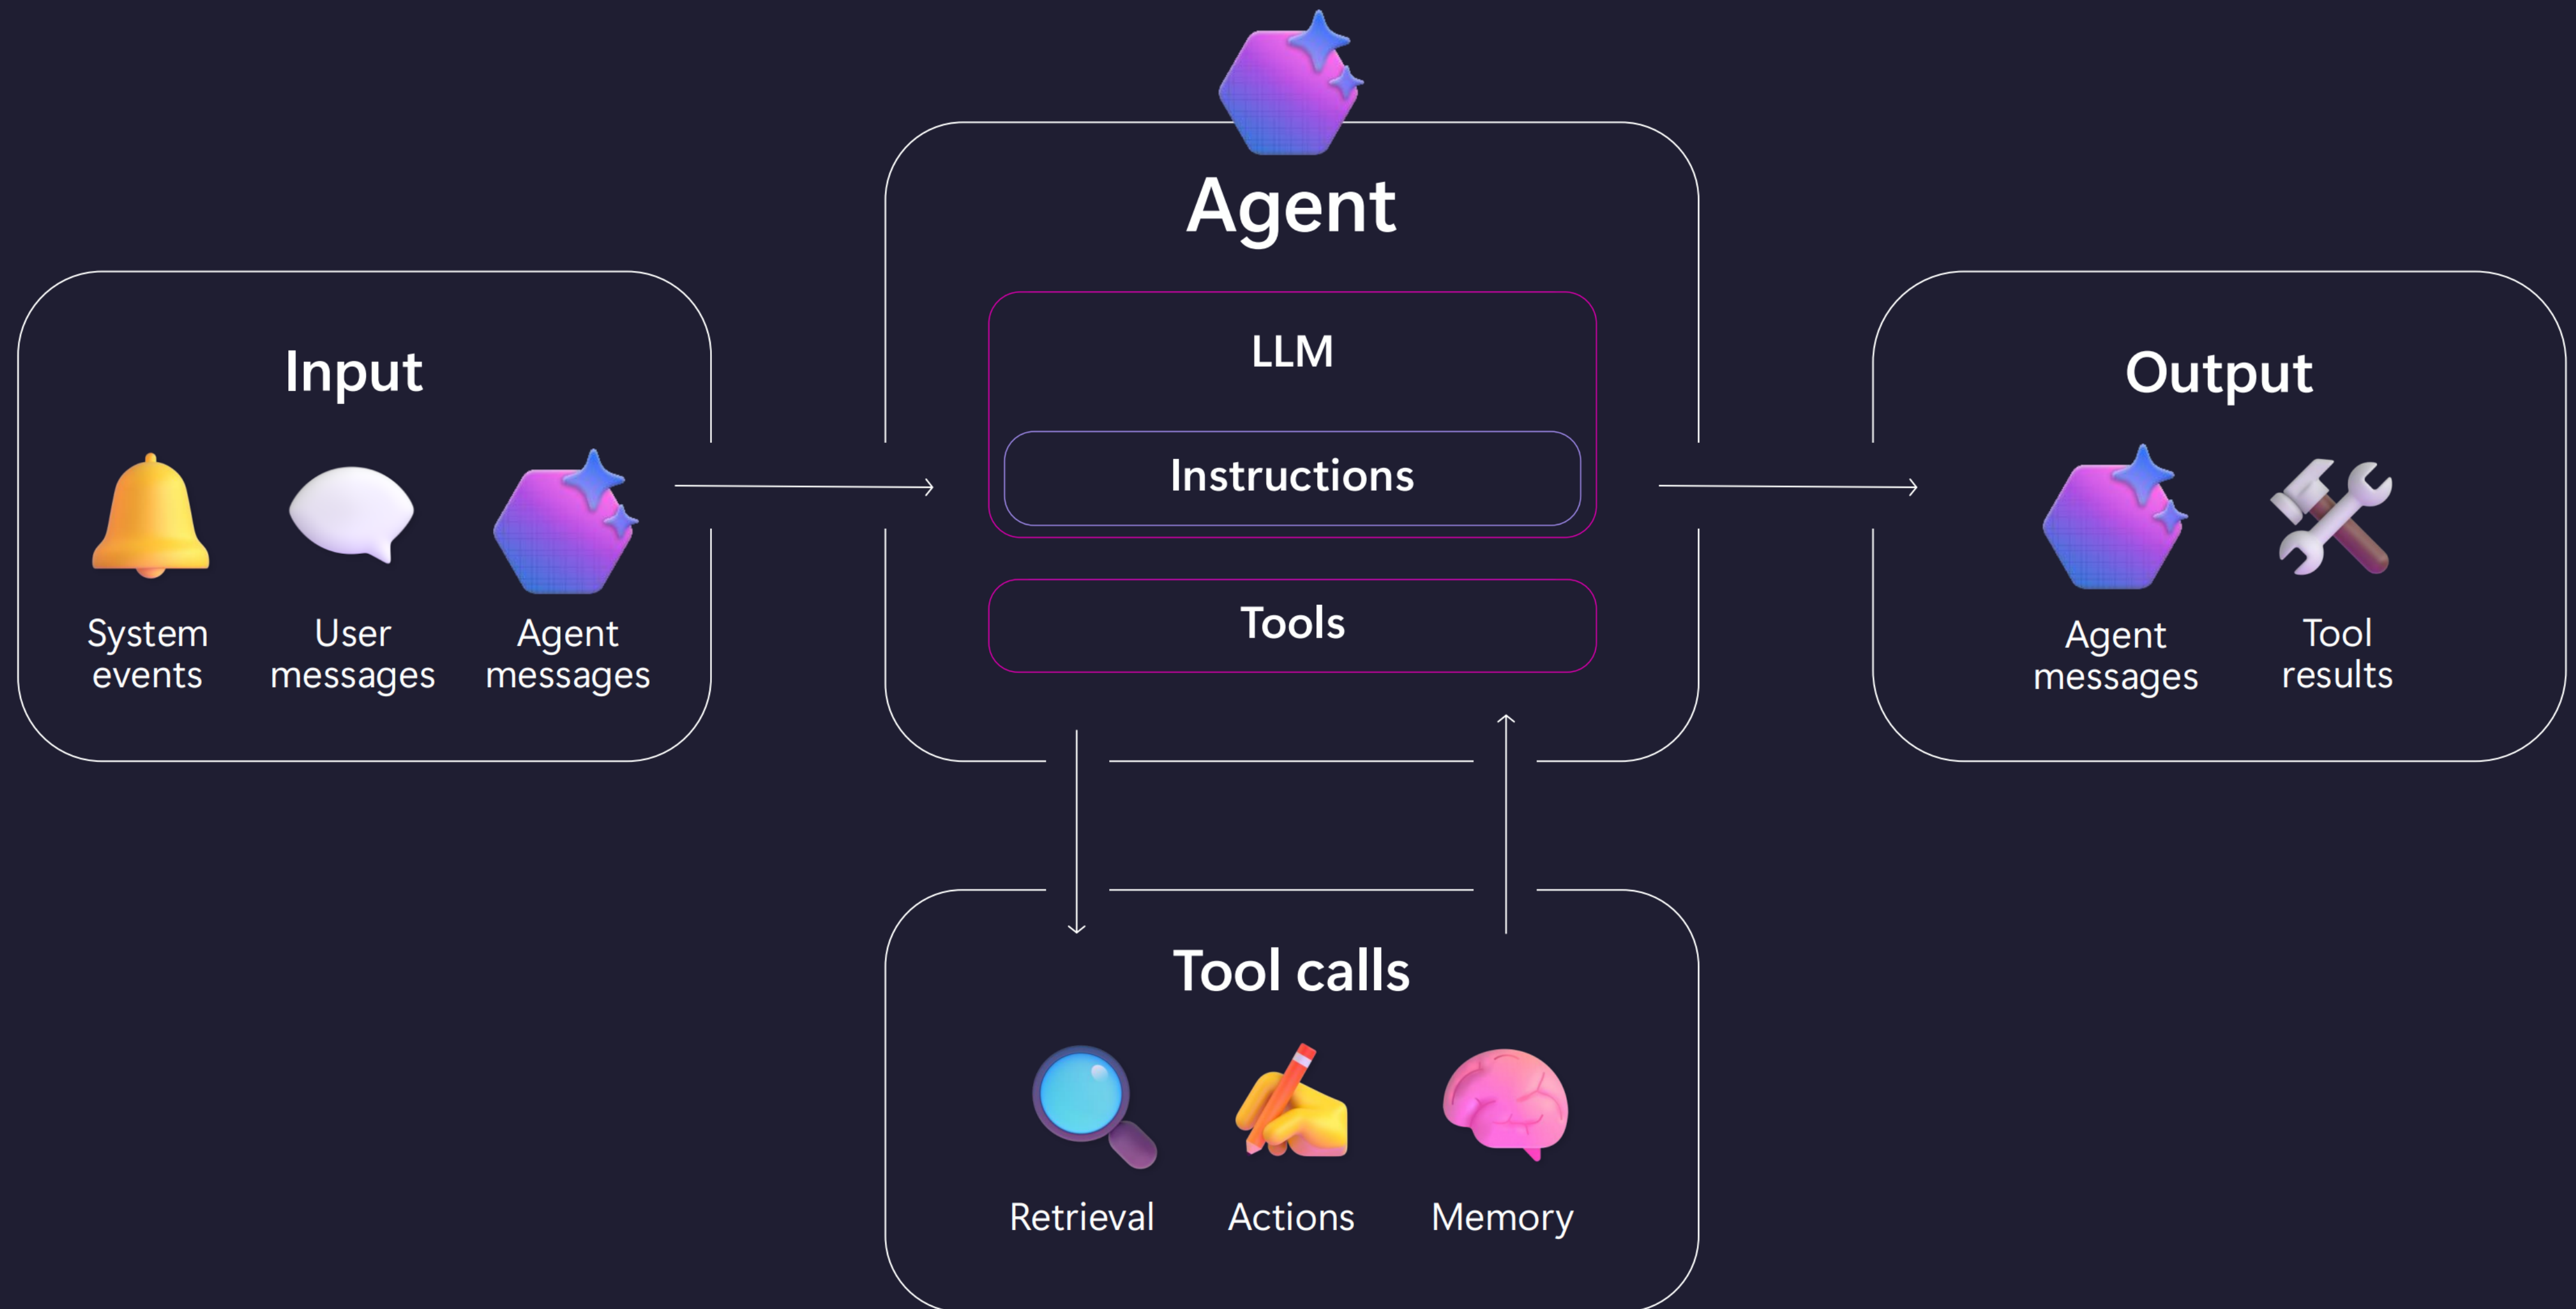 Agent
LLM
Instructions
Tools
Input
System
events
User
messages
Agent
messages
Output
Agent
messages
Tool
results
Tool calls
Retrieval
Actions
Memory